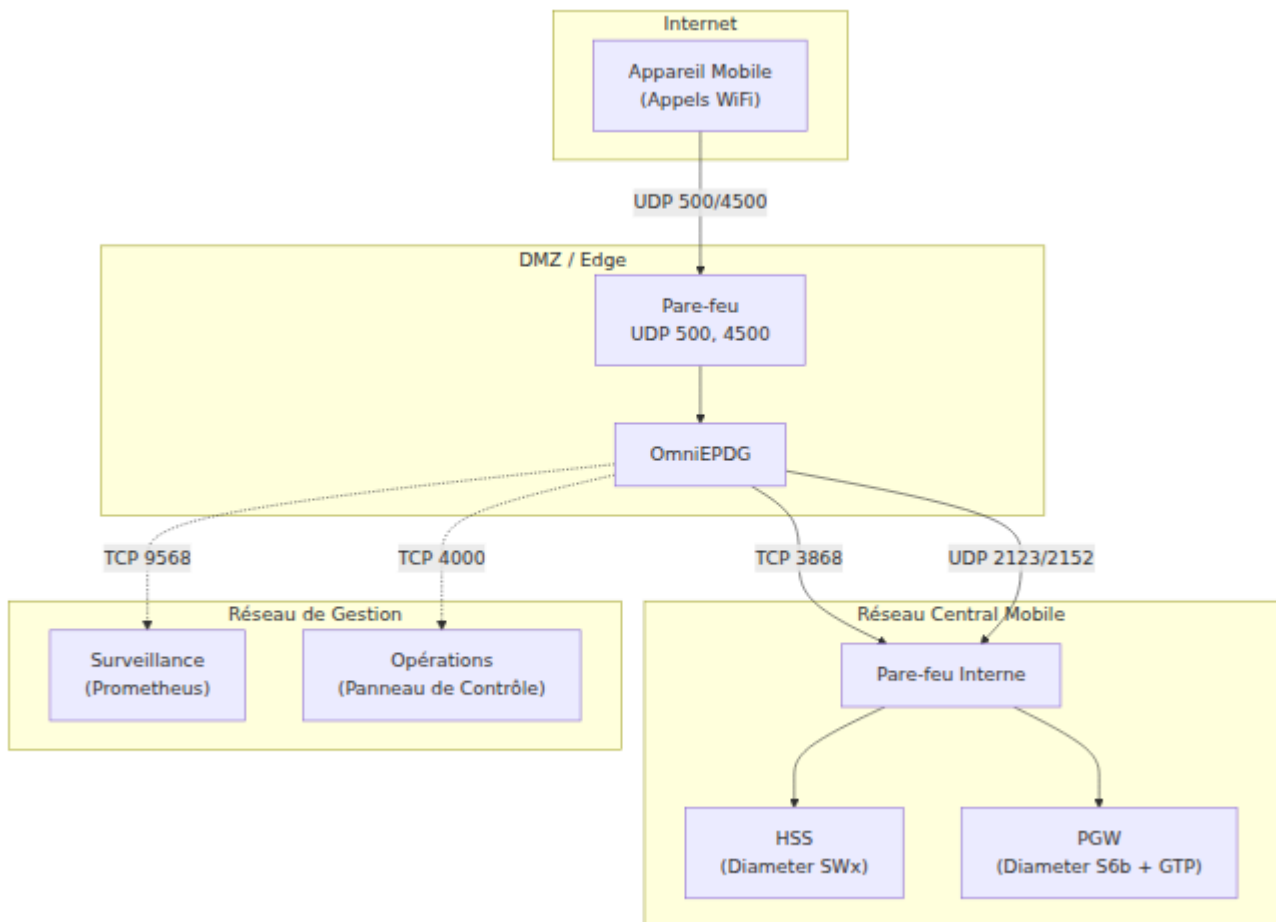 Internet
Appareil Mobile
(Appels WiFi)
UDP 500/4500
DMZ / Edge
Pare-feu
UDP 500, 4500
OmniEPDG
TCP 9568
TCP 4000
TCP 3868
UDP 2123/2152
Réseau de Gestion
Surveillance
(Prometheus)
Opérations
(Panneau de Contrôle)
Réseau Central Mobile
Pare-feu Interne
HSS
(Diameter SWx)
PGW
(Diameter S6b + GTP)